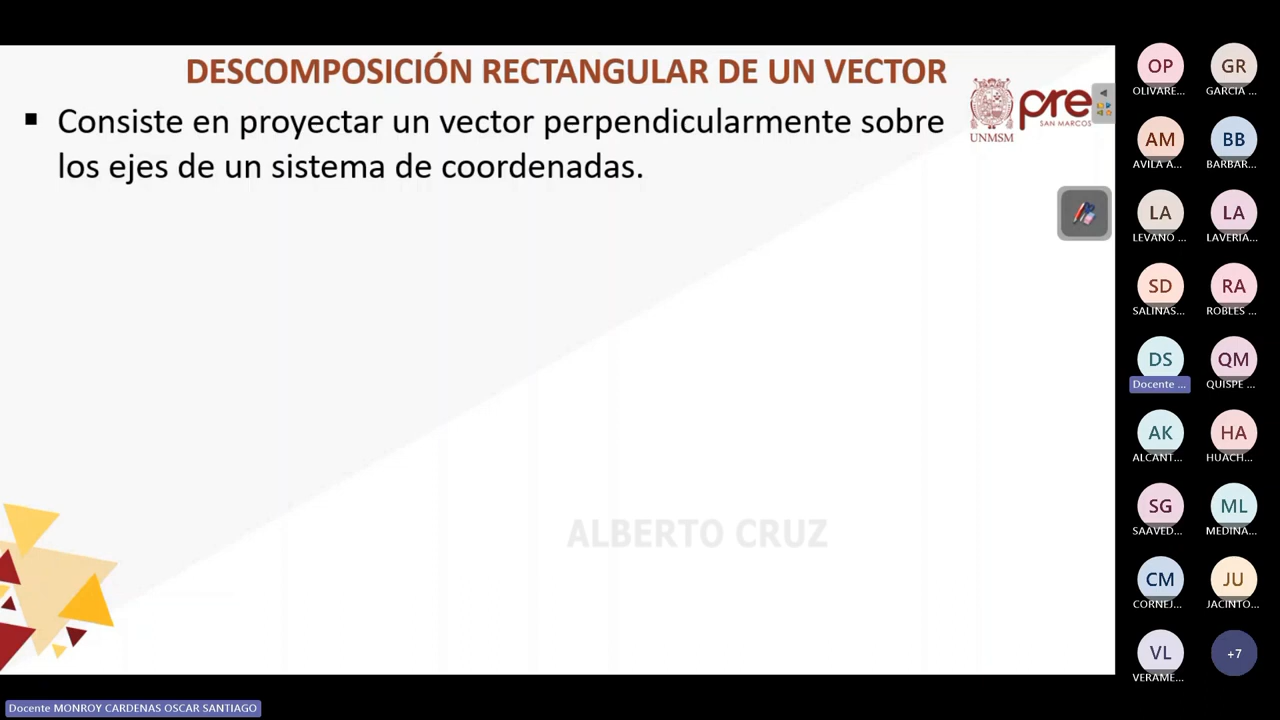 DESCOMPOSICIÓN RECTANGULAR DE UN VECTOR
▪ Consiste en proyectar un vector perpendicularmente sobre
los ejes de un sistema de coordenadas.
UNMSM
pre
SAN MARCOS
ALBERTO CRUZ
OP
OLIVARE...
GR
GARCIA ...
AM
AVILA A...
BB
BARBAR...
LA
LEVANO ...
LA
LAVERIA...
SD
SALINAS...
RA
ROBLES ...
DS
Docente ...
QM
QUISPE ...
AK
ALCANT...
HA
HUACH...
SG
SAAVED...
ML
MEDINA...
CM
CORNEJ...
JU
JACINTO...
VL
VERAME...
+7
Docente MONROY CARDENAS OSCAR SANTIAGO